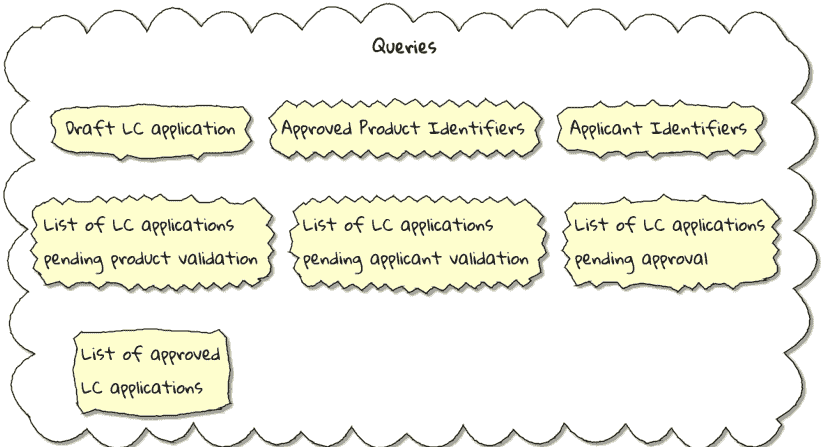 Queries
Draft LC application
Approved Product Identifiers
Applicant Identifiers
List of LC applications
pending product validation
List of LC applications
pending applicant validation
List of LC applications
pending approval
List of approved
LC applications